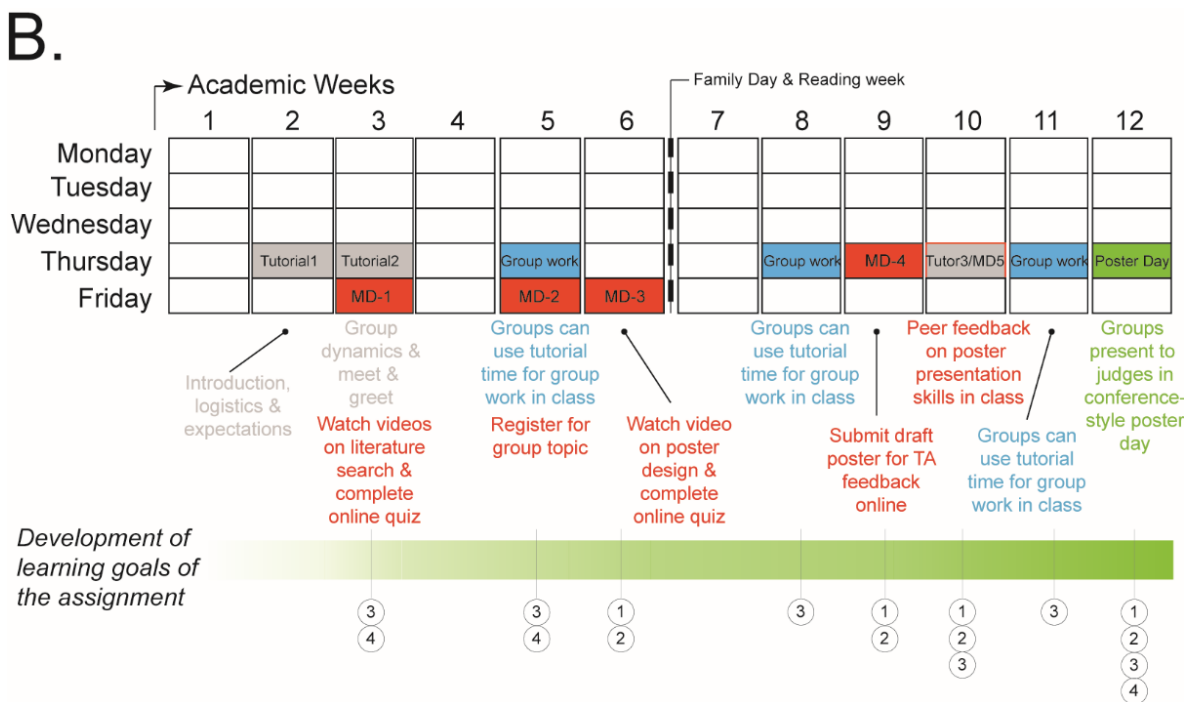 B.
Academic Weeks
Family Day & Reading week
1 2 3 4 5 6 7 8 9 10 11 12
Monday
Tuesday
Wednesday
Thursday Tutorial1 Tutorial2 Group work Group work MD-4 Tutor3/MD5 Group work Poster Day
Friday MD-1 MD-2 MD-3
Introduction,
logistics &
expectations
Group
dynamics &
meet &
greet
Watch videos
on literature
search &
complete
online quiz
Groups can
use tutorial
time for group
work in class
Register for
group topic
Watch video
on poster
design &
complete
online quiz
Groups can
use tutorial
time for group
work in class
Submit draft
poster for TA
feedback
online
Peer feedback
on poster
presentation
skills in class
Groups can
use tutorial
time for group
work in class
Groups
present to
judges in
conference-
style poster
day
Development of
learning goals of
the assignment
3 3 1 3 1 1 3 1
4 4 2 2 2 2
3 3
4